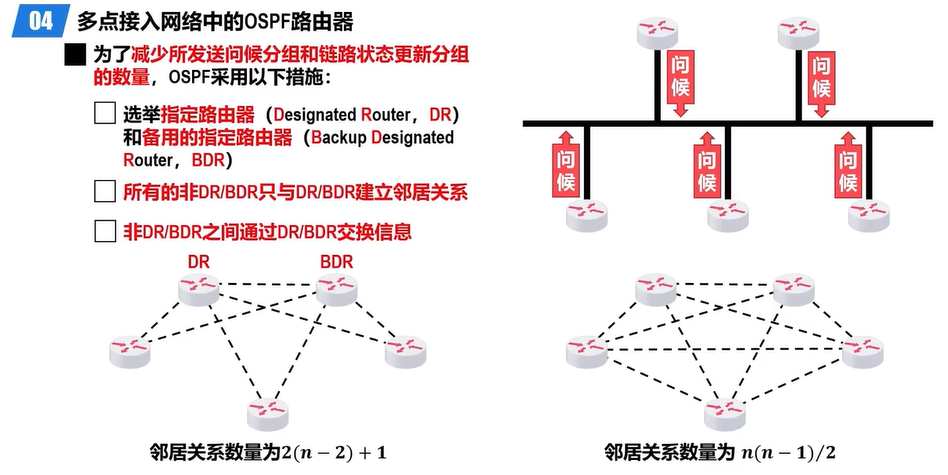 04 多点接入网络中的OSPF路由器
为了减少所发送问候分组和链路状态更新分组
的数量，OSPF采用以下措施：
选举指定路由器（Designated Router，DR）
和备用的指定路由器（Backup Designated
Router，BDR）
所有的非DR/BDR只与DR/BDR建立邻居关系
非DR/BDR之间通过DR/BDR交换信息
问候
问候
问候
问候
问候
DR
BDR
邻居关系数量为2(n − 2) + 1
邻居关系数量为 n(n − 1)/2